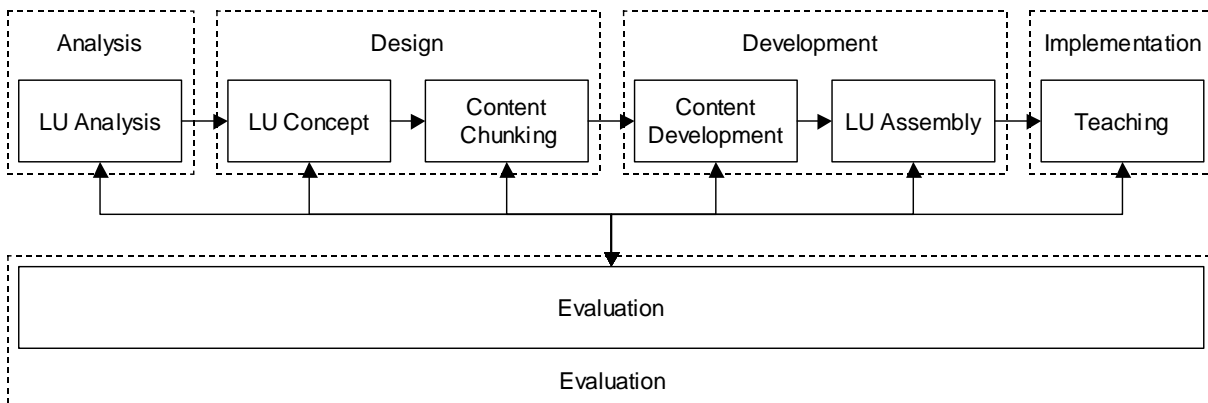 Analysis
Design
Development
Implementation
LU Analysis
LU Concept
Content
Chunking
Content
Development
LU Assembly
Teaching
Evaluation
Evaluation